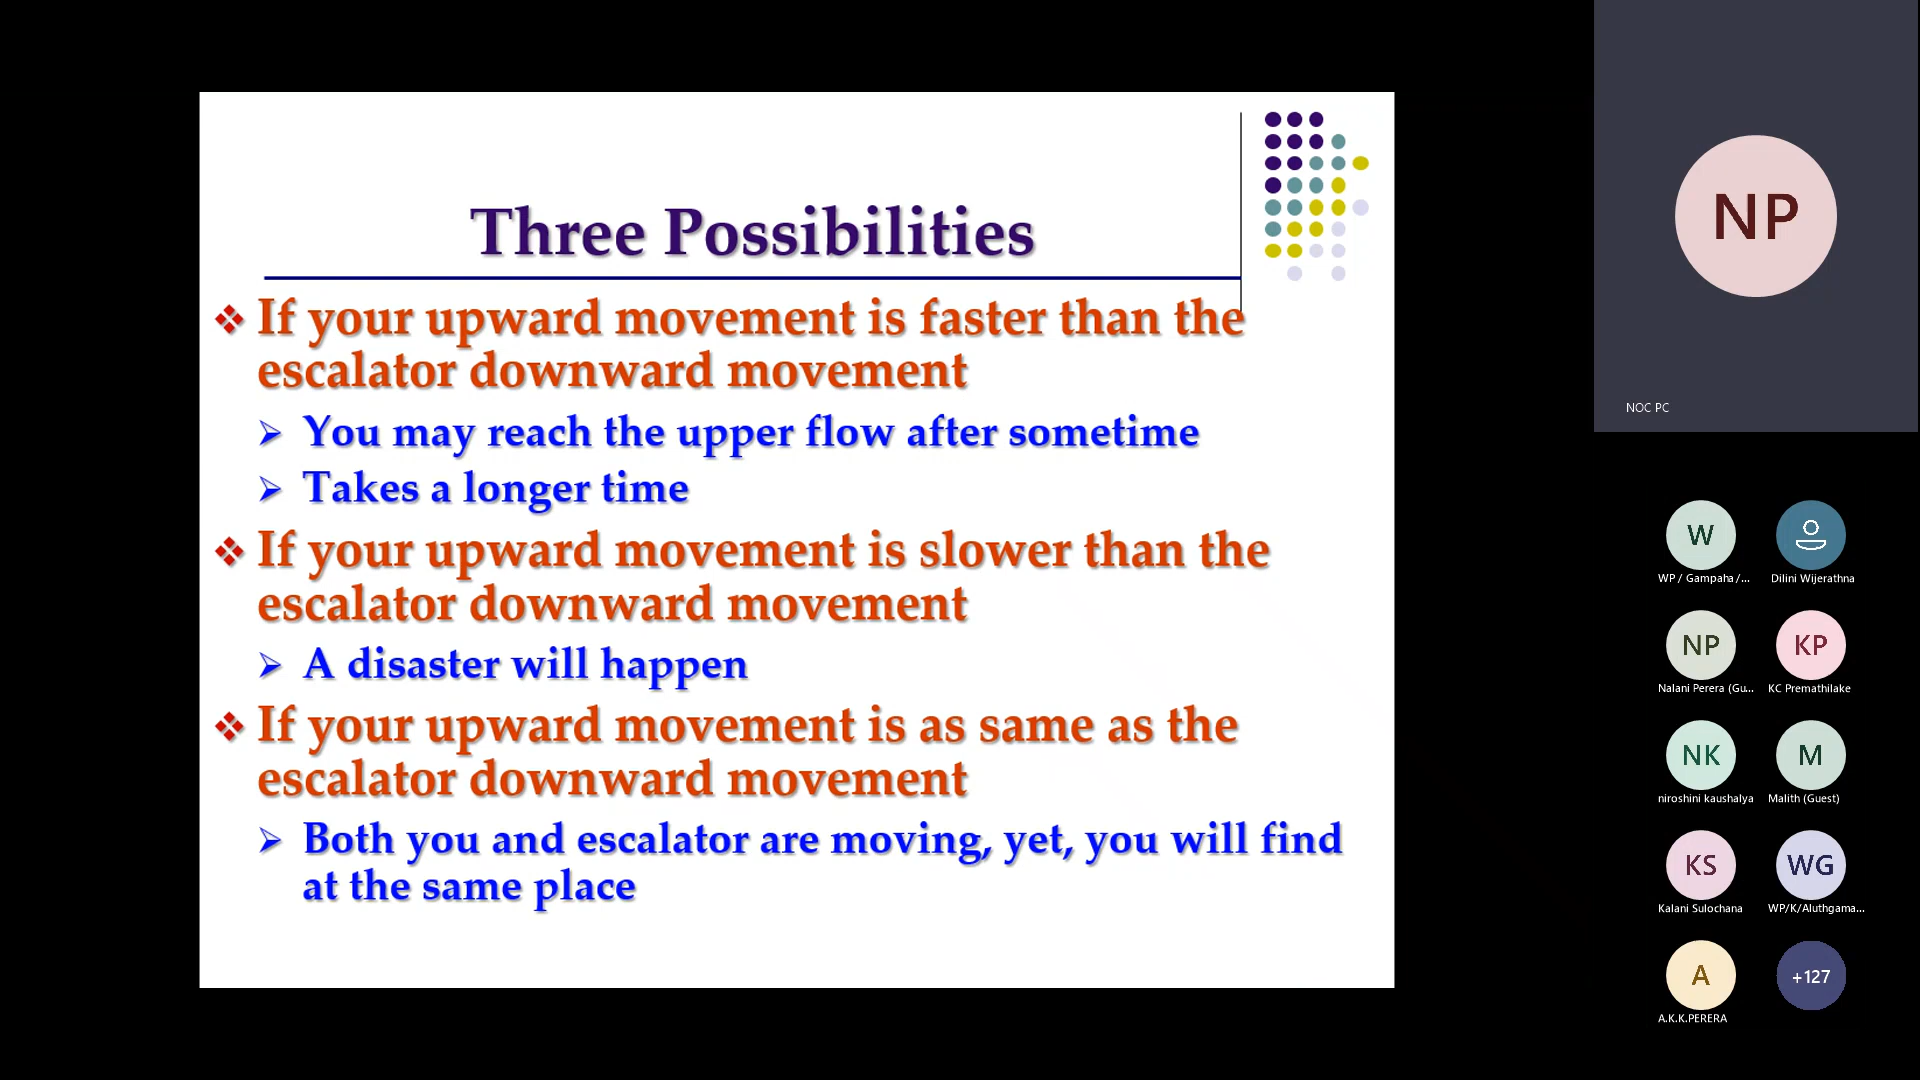 Three Possibilities
If your upward movement is faster than the
escalator downward movement
You may reach the upper flow after sometime
Takes a longer time
If your upward movement is slower than the
escalator downward movement
A disaster will happen
If your upward movement is as same as the
escalator downward movement
Both you and escalator are moving, yet, you will find
at the same place
NP
NOC PC
W
WP / Gampaha /...
Dilini Wijerathna
NP
KP
Nalani Perera (Gu...
KC Premathilake
NK
M
niroshini kaushalya
Malith (Guest)
KS
WG
Kalani Sulochana
WP/K/Aluthgama...
A
+127
A.K.K.PERERA